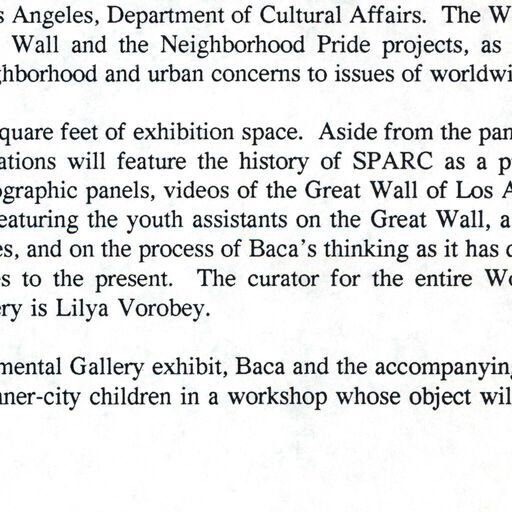 s Angeles, Department of Cultural Affairs. The W
Wall and the Neighborhood Pride projects, as
ghborhood and urban concerns to issues of worldwi
quare feet of exhibition space. Aside from the pan
ations will feature the history of SPARC as a p
ographic panels, videos of the Great Wall of Los A
eaturing the youth assistants on the Great Wall, a
es, and on the process of Baca's thinking as it has d
s to the present. The curator for the entire Wo
ery is Lilya Vorobey.
mental Gallery exhibit, Baca and the accompanying
nner-city children in a workshop whose object wil